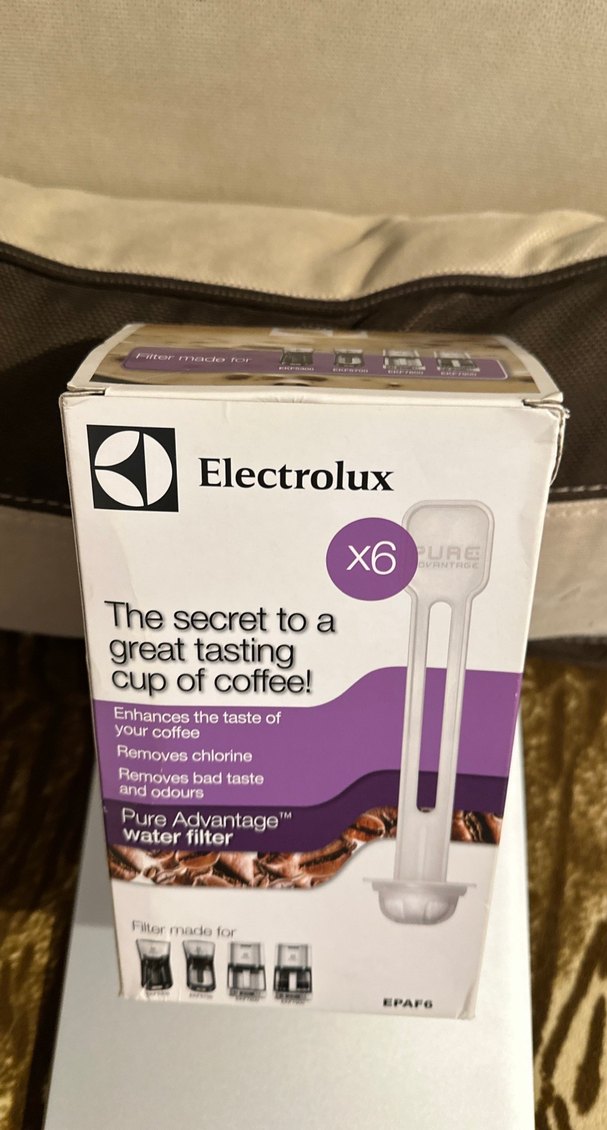 Filter made for
EKF7800
Electrolux
x6
PURE
ADVANTAGE
The secret to a
great tasting
cup of coffee!
Enhances the taste of
your coffee
Removes chlorine
Removes bad taste
and odours
Pure Advantage™
water filter
Filter made for
EPAF6